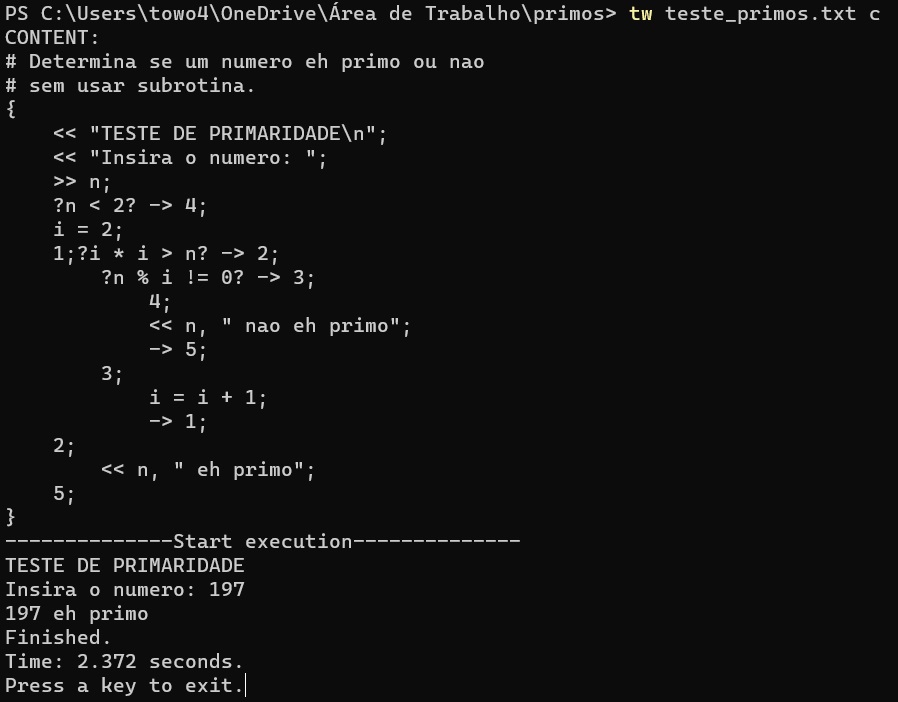 PS C:\Users\towo4\OneDrive\Área de Trabalho\primos> tw teste_primos.txt c
CONTENT:
# Determina se um numero eh primo ou nao
# sem usar subrotina.
{
    << "TESTE DE PRIMARIDADE\n";
    << "Insira o numero: ";
    >> n;
    ?n < 2? -> 4;
    i = 2;
    1;?i * i > n? -> 2;
        ?n % i != 0? -> 3;
            4;
            << n, " nao eh primo";
            -> 5;
        3;
            i = i + 1;
            -> 1;
    2;
        << n, " eh primo";
    5;
}
--------------Start execution--------------
TESTE DE PRIMARIDADE
Insira o numero: 197
197 eh primo
Finished.
Time: 2.372 seconds.
Press a key to exit.